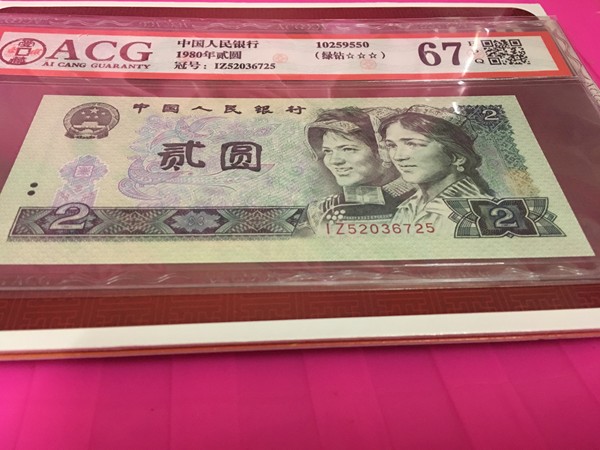 ACG
AI CANG GUARANTY
中国人民银行
1980年贰圆
冠号: IZ52036725
10259550
(绿钻☆☆☆)
67
中国人民银行
贰圆
2
2
2
IZ52036725